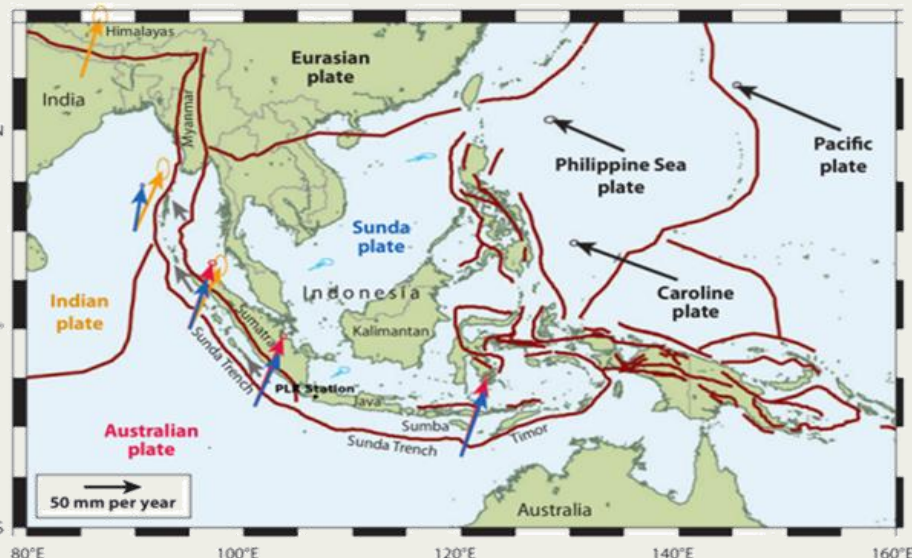 Himalayas
Eurasian
plate
India
Myanmar
Pacific
plate
Philippine Sea
plate
Sunda
plate
Indonesia
Caroline
plate
Indian
plate
Kalimantan
Sumatra
Sunda Trench
Station
Java
Sumba
Timor
Sunda Trench
Australian
plate
50 mm per year
Australia
80°E
100°E
120°E
140°E
160°E